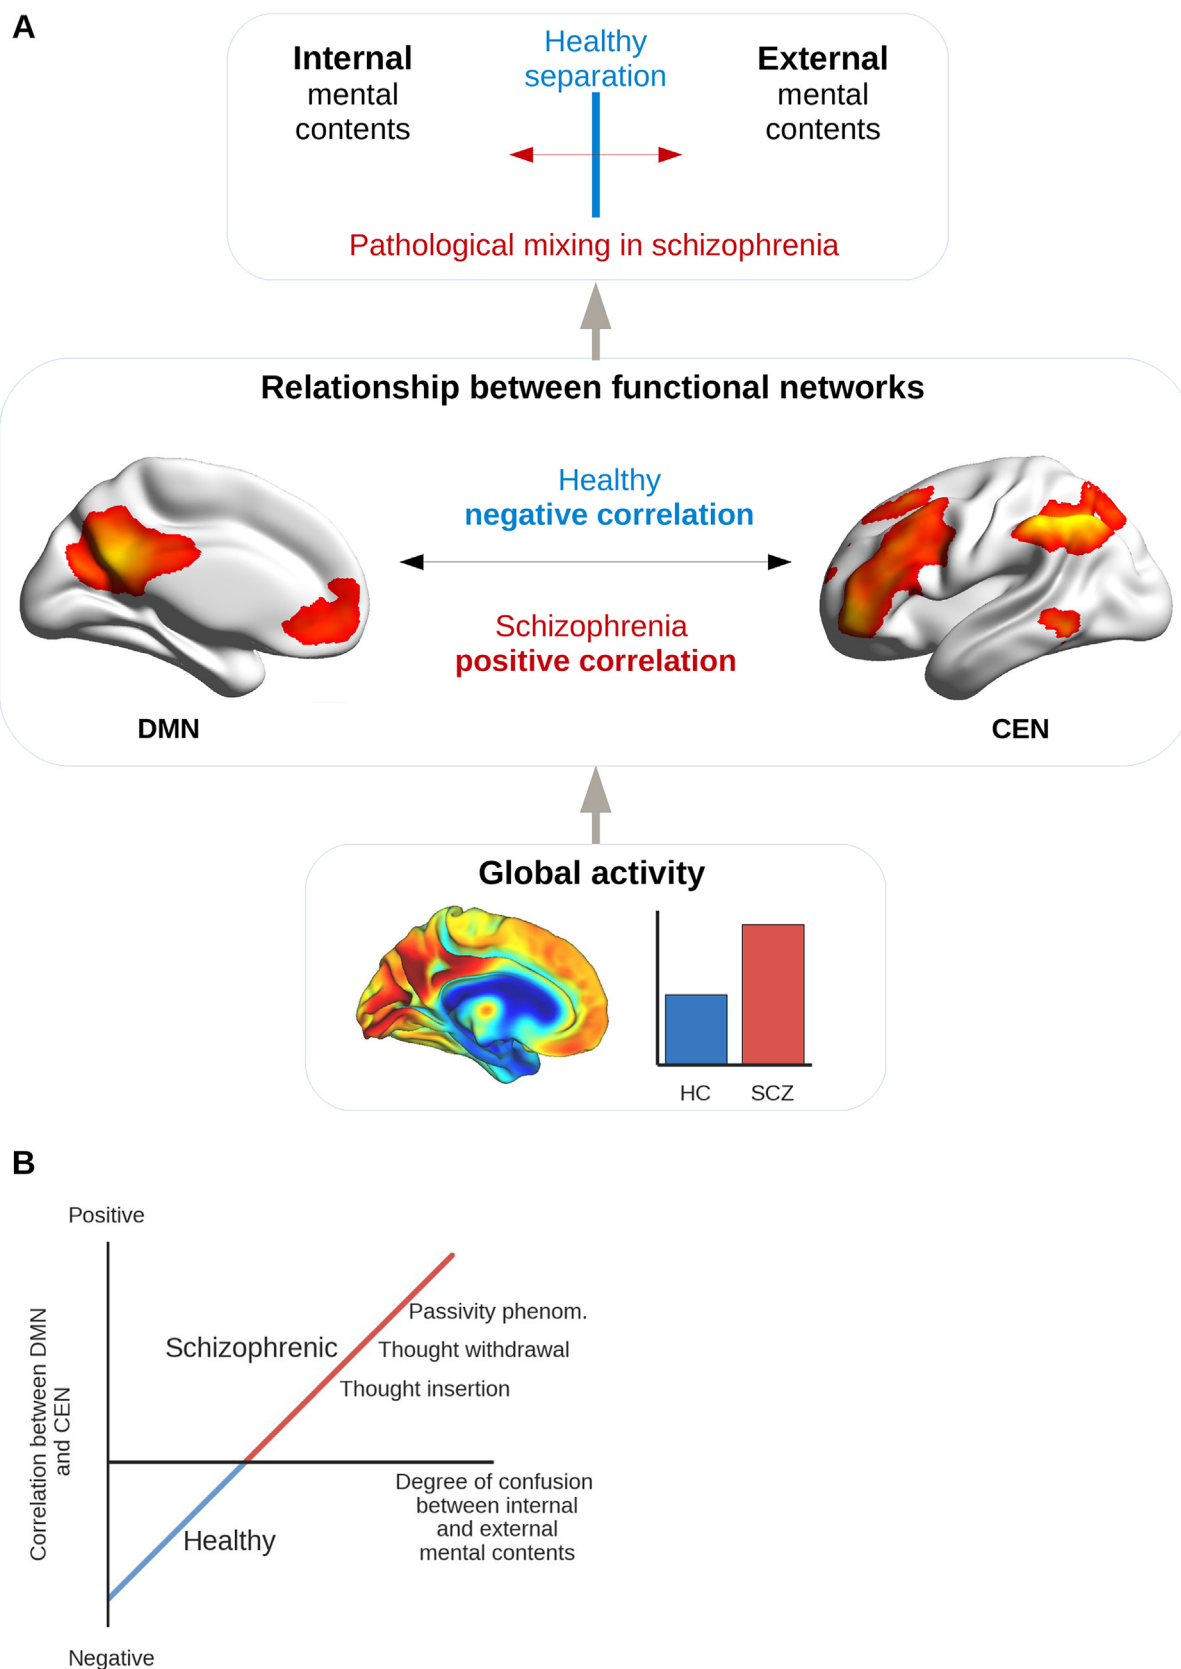 A
Internal
mental
contents
Healthy
separation
External
mental
contents
Pathological mixing in schizophrenia
Relationship between functional networks
Healthy
negative correlation
Schizophrenia
positive correlation
DMN
CEN
Global activity
HC
SCZ
B
Positive
Correlation between DMN
and CEN
Schizophrenic
Passivity phenom.
Thought withdrawal
Thought insertion
Degree of confusion
between internal
and external
mental contents
Healthy
Negative